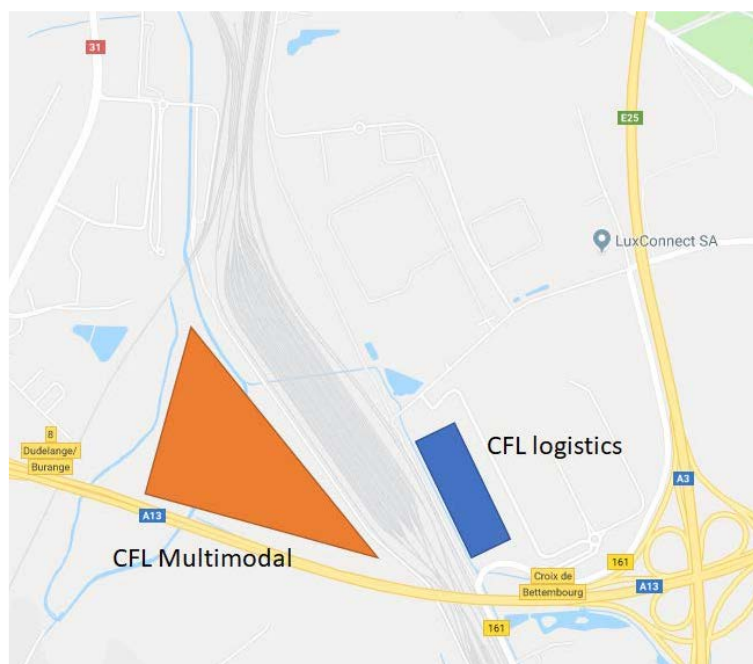 31
E25
LuxConnect SA
8
Dudelange/
Burange
CFL logistics
A3
A13
CFL Multimodal
161
Croix de
Bettembourg
A13
161